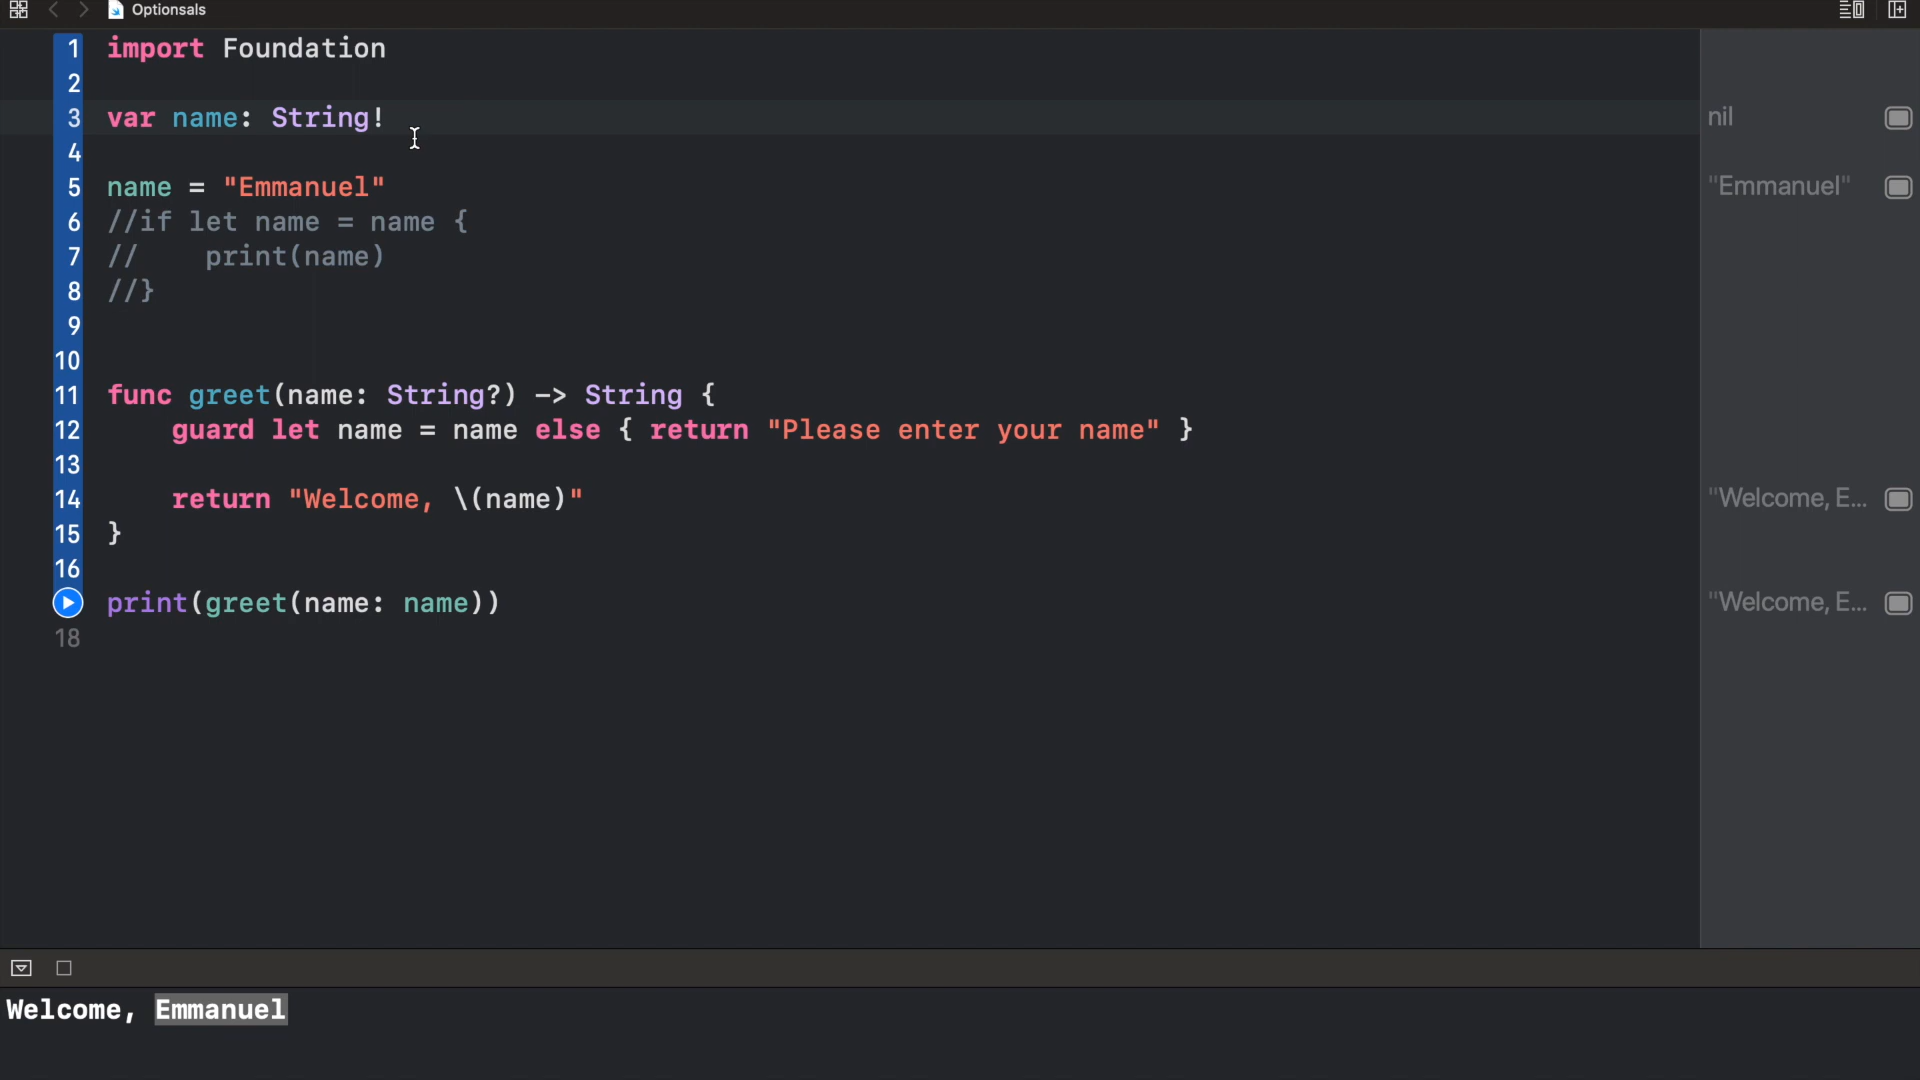 Optionsals
1 import Foundation
2
3 var name: String! nil
4
5 name = "Emmanuel" "Emmanuel"
6 //if let name = name {
7 //    print(name)
8 //}
9
10
11 func greet(name: String?) -> String {
12     guard let name = name else { return "Please enter your name" }
13
14     return "Welcome, \(name)" "Welcome, E...
15 }
16
print(greet(name: name)) "Welcome, E...
18
Welcome, Emmanuel